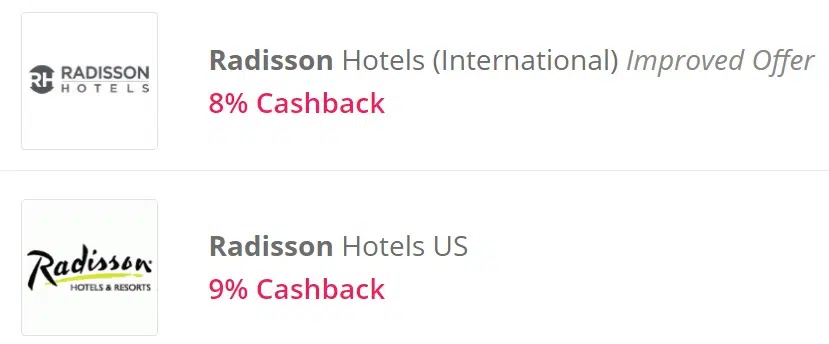 RH RADISSON
HOTELS
Radisson Hotels (International) Improved Offer
8% Cashback
Radisson
HOTELS & RESORTS
Radisson Hotels US
9% Cashback